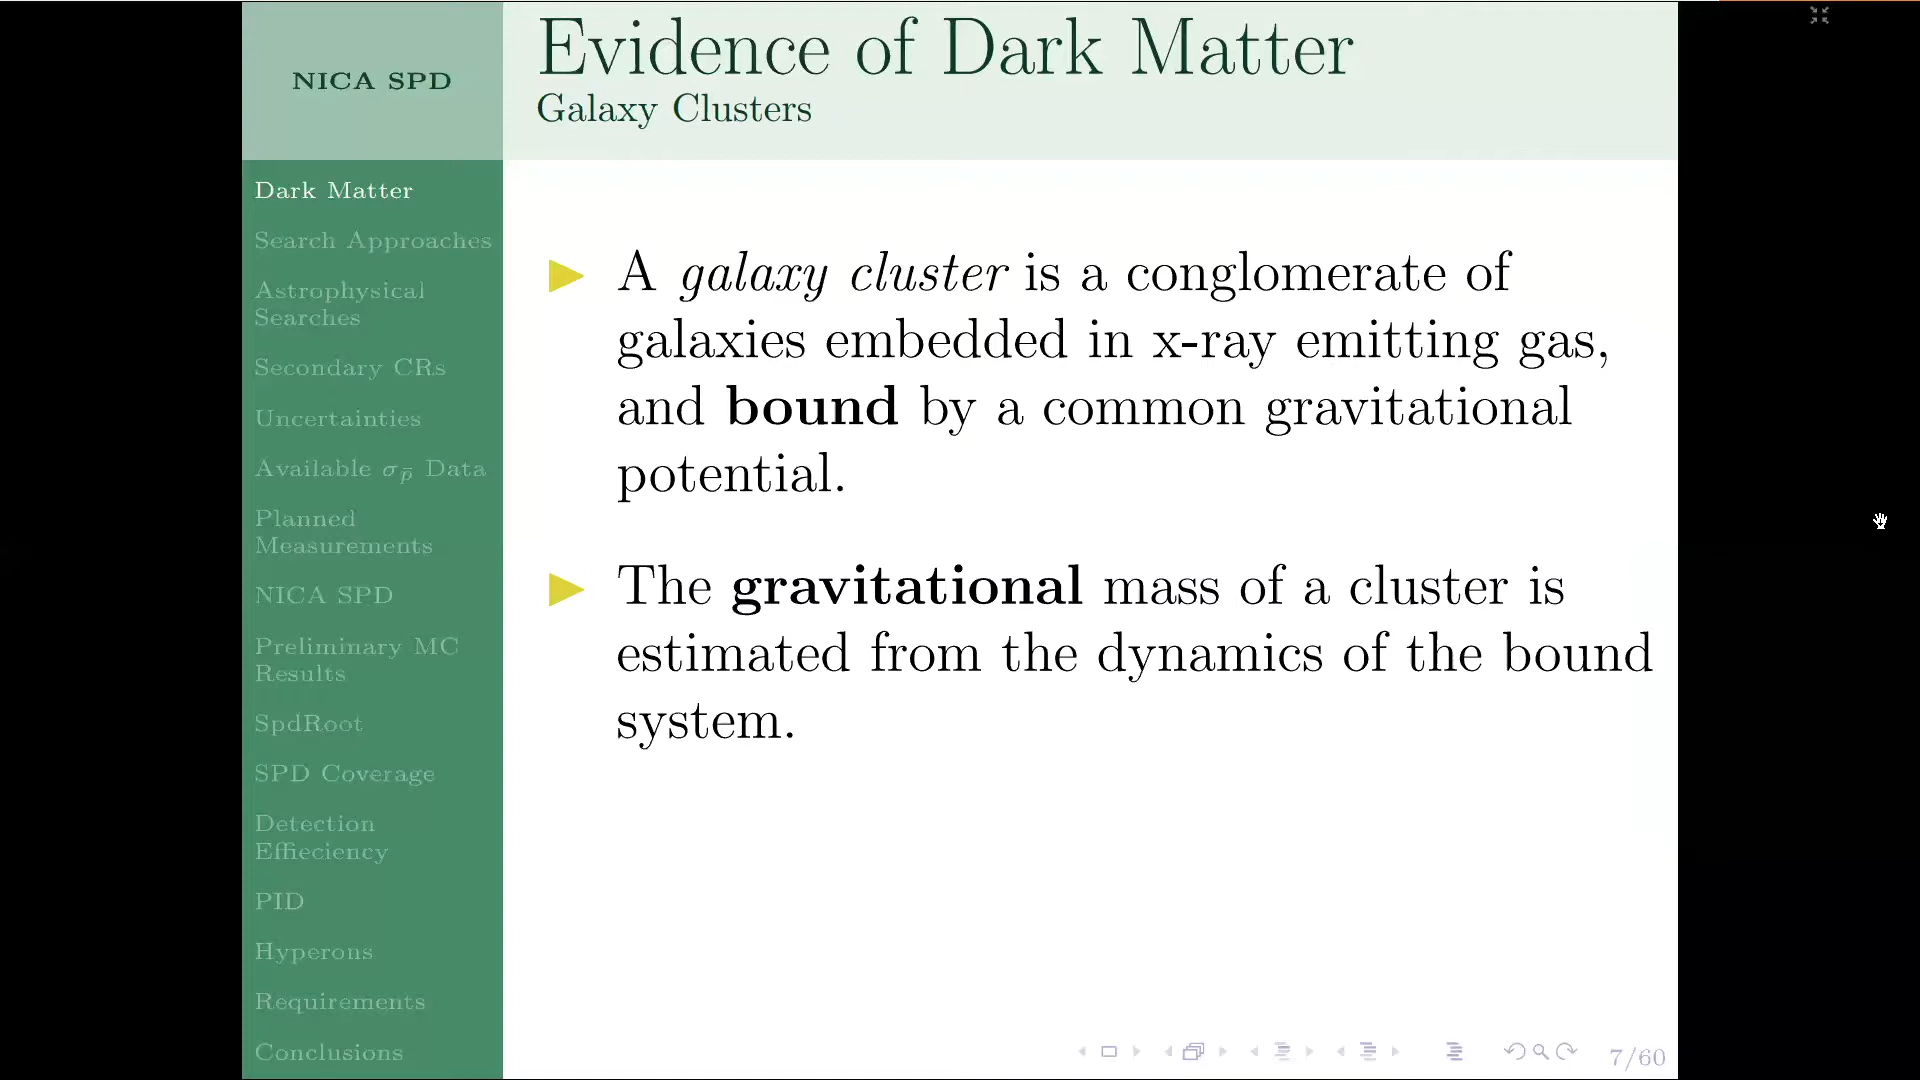 NICA SPD
Evidence of Dark Matter
Galaxy Clusters
Dark Matter
Search Approaches
Astrophysical
Searches
Secondary CRs
Uncertainties
Available σp̄ Data
Planned
Measurements
NICA SPD
Preliminary MC
Results
SpdRoot
SPD Coverage
Detection
Effieciency
PID
Hyperons
Requirements
Conclusions
A galaxy cluster is a conglomerate of
galaxies embedded in x-ray emitting gas,
and bound by a common gravitational
potential.
The gravitational mass of a cluster is
estimated from the dynamics of the bound
system.
7/60